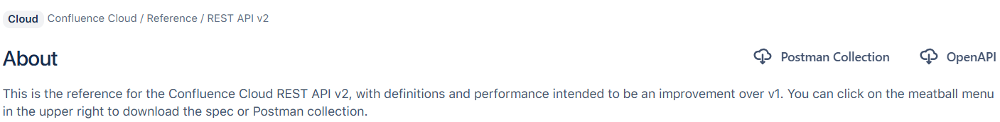 Cloud Confluence Cloud / Reference / REST API v2
About
Postman Collection
OpenAPI
This is the reference for the Confluence Cloud REST API v2, with definitions and performance intended to be an improvement over v1. You can click on the meatball menu
in the upper right to download the spec or Postman collection.